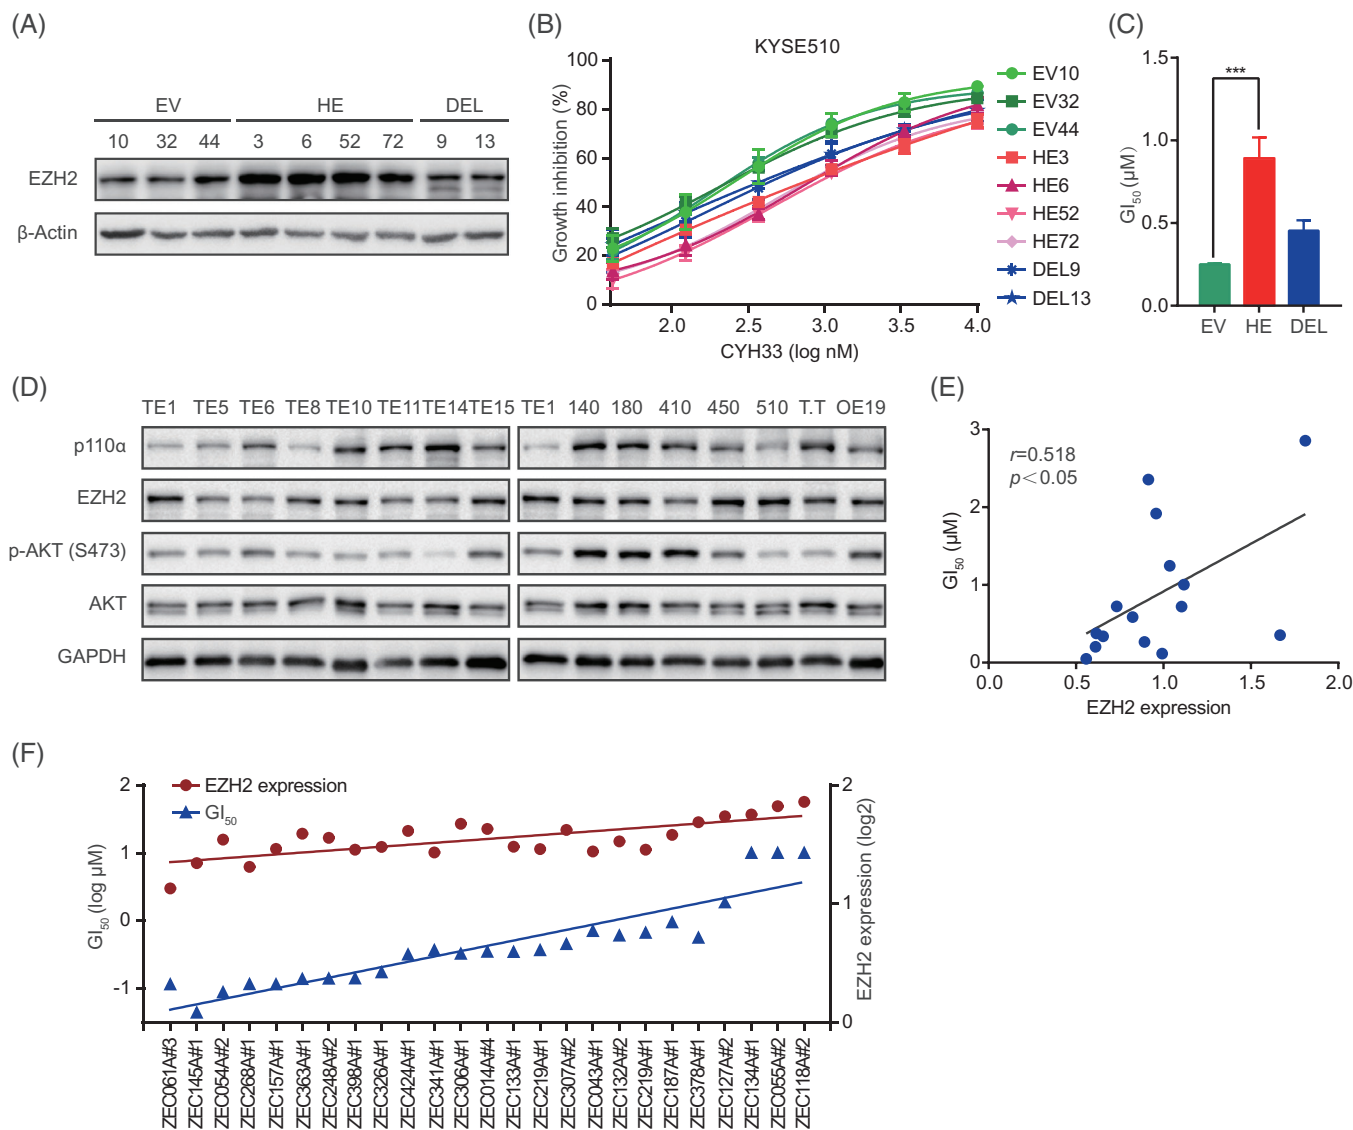 (A)
EV HE DEL
10 32 44 3 6 52 72 9 13
EZH2
β-Actin
(B)
KYSE510
Growth inhibition (%)
100
80
60
40
20
0
2.0 2.5 3.0 3.5 4.0
CYH33 (log nM)
EV10
EV32
EV44
HE3
HE6
HE52
HE72
DEL9
DEL13
(C)
GI50 (μM)
1.5
1.0
0.5
0.0
***
EV HE DEL
(D)
TE1 TE5 TE6 TE8 TE10 TE11 TE14 TE15 TE1 140 180 410 450 510 T.T OE19
p110α
EZH2
p-AKT (S473)
AKT
GAPDH
(E)
GI50 (μM)
3
2
1
0
r=0.518
p<0.05
0.0 0.5 1.0 1.5 2.0
EZH2 expression
(F)
EZH2 expression
GI50
GI50 (log μM)
2
1
0
-1
EZH2 expression (log2)
2
1
0
ZEC061A#3
ZEC145A#1
ZEC054A#2
ZEC268A#1
ZEC157A#1
ZEC363A#1
ZEC248A#2
ZEC398A#1
ZEC326A#1
ZEC424A#1
ZEC341A#1
ZEC306A#1
ZEC014A#4
ZEC133A#1
ZEC219A#1
ZEC307A#2
ZEC043A#1
ZEC132A#2
ZEC219A#1
ZEC187A#1
ZEC378A#1
ZEC127A#2
ZEC134A#1
ZEC055A#2
ZEC118A#2